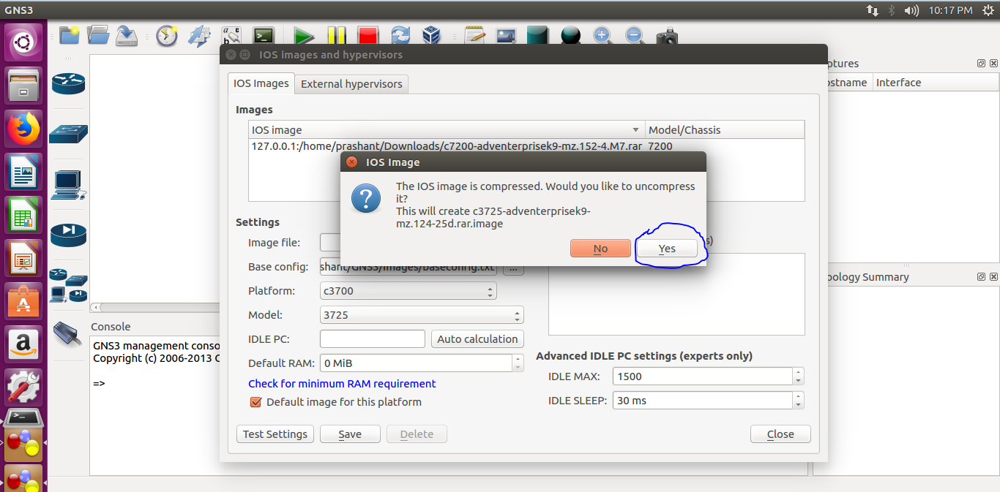 GNS3
10:17 PM
IOS images and hypervisors
ptures
ostname
Interface
IOS Images
External hypervisors
Images
IOS image
Model/Chassis
127.0.0.1:/home/prashant/Downloads/c7200-adventerprisek9-mz.152-4.M7.rar
7200
IOS Image
The IOS image is compressed. Would you like to uncompress
it?
This will create c3725-adventerprisek9-
mz.124-25d.rar.image
No
Yes
s)
Settings
Image file:
Base config:
shant/GNS3/Images/baseconfig.txt
...
Platform:
c3700
Model:
3725
IDLE PC:
Auto calculation
Default RAM:
0 MiB
Check for minimum RAM requirement
Default image for this platform
Advanced IDLE PC settings (experts only)
IDLE MAX:
1500
IDLE SLEEP:
30 ms
Test Settings
Save
Delete
Close
pology Summary
Console
GNS3 management conso
Copyright (c) 2006-2013 C
=>